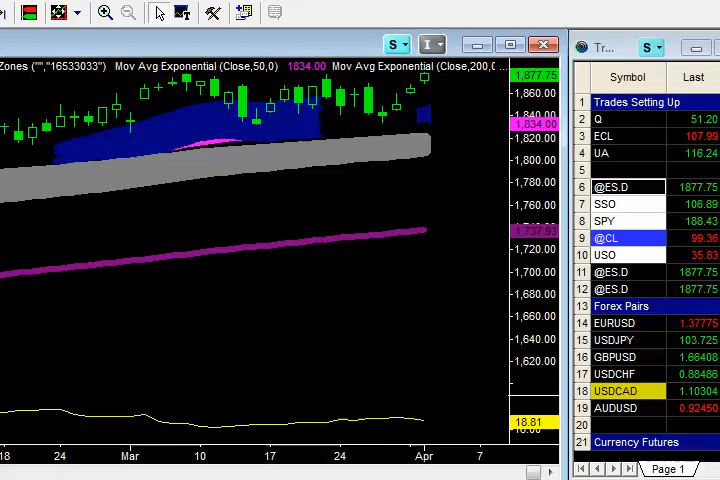 T
S
I
Tr...
S
Zones ("","16533033")
Mov Avg Exponential (Close,50,0)
1834.00
Mov Avg Exponential (Close,200,0,...
1,877.75
1,860.00
1,840.00
1,834.00
1,820.00
1,800.00
1,780.00
1,760.00
1,737.93
1,720.00
1,700.00
1,680.00
1,660.00
1,640.00
1,620.00
18.81
18 24 Mar 10 17 24 Apr 7
Symbol Last
1 Trades Setting Up
2 Q 51.20
3 ECL 107.99
4 UA 116.24
5
6 @ES.D 1877.75
7 SSO 106.89
8 SPY 188.43
9 @CL 99.36
10 USO 35.83
11 @ES.D 1877.75
12 @ES.D 1877.75
13 Forex Pairs
14 EURUSD 1.37775
15 USDJPY 103.725
16 GBPUSD 1.66408
17 USDCHF 0.88486
18 USDCAD 1.10304
19 AUDUSD 0.92450
20
21 Currency Futures
Page 1